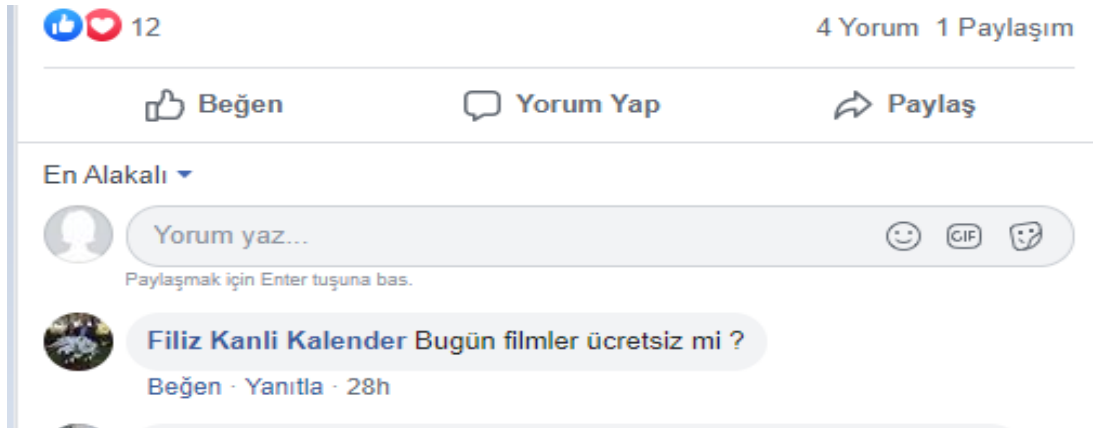 12 4 Yorum 1 Paylaşım
Beğen Yorum Yap Paylaş
En Alakalı
Yorum yaz... GIF
Paylaşmak için Enter tuşuna bas.
Filiz Kanli Kalender Bugün filmler ücretsiz mi ?
Beğen · Yanıtla · 28h